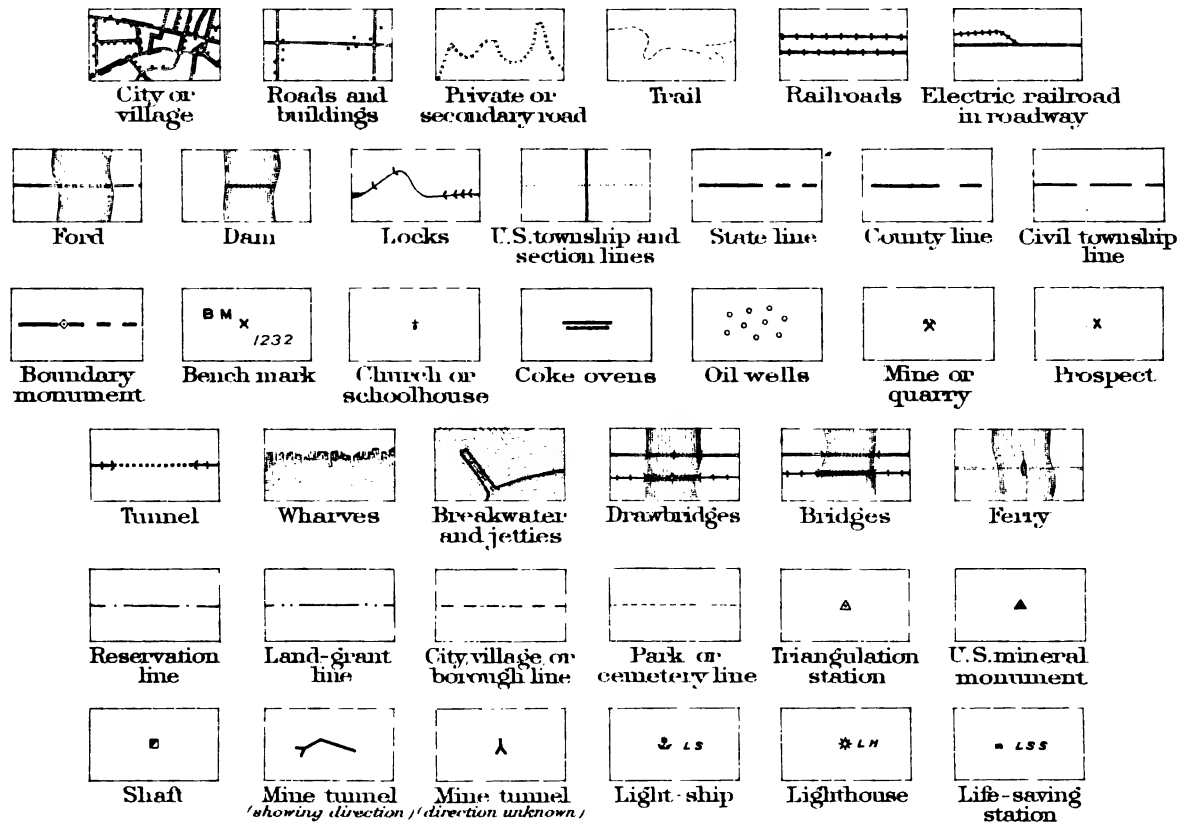 City or
village
Roads and
buildings
Private or
secondary road
Trail
Railroads
Electric railroad
in roadway
Ford
Dam
Locks
U.S. township and
section lines
State line
County line
Civil township
line
B M
1232
Boundary
monument
Bench mark
Church or
schoolhouse
Coke ovens
Oil wells
Mine or
quarry
Prospect
Tunnel
Wharves
Breakwater
and jetties
Drawbridges
Bridges
Ferry
Reservation
line
Land-grant
line
City, village or
borough line
Park or
cemetery line
Triangulation
station
U.S. mineral
monument
LS
LH
LSS
Shaft
Mine tunnel
(showing direction)
Mine tunnel
(direction unknown)
Light-ship
Lighthouse
Life-saving
station